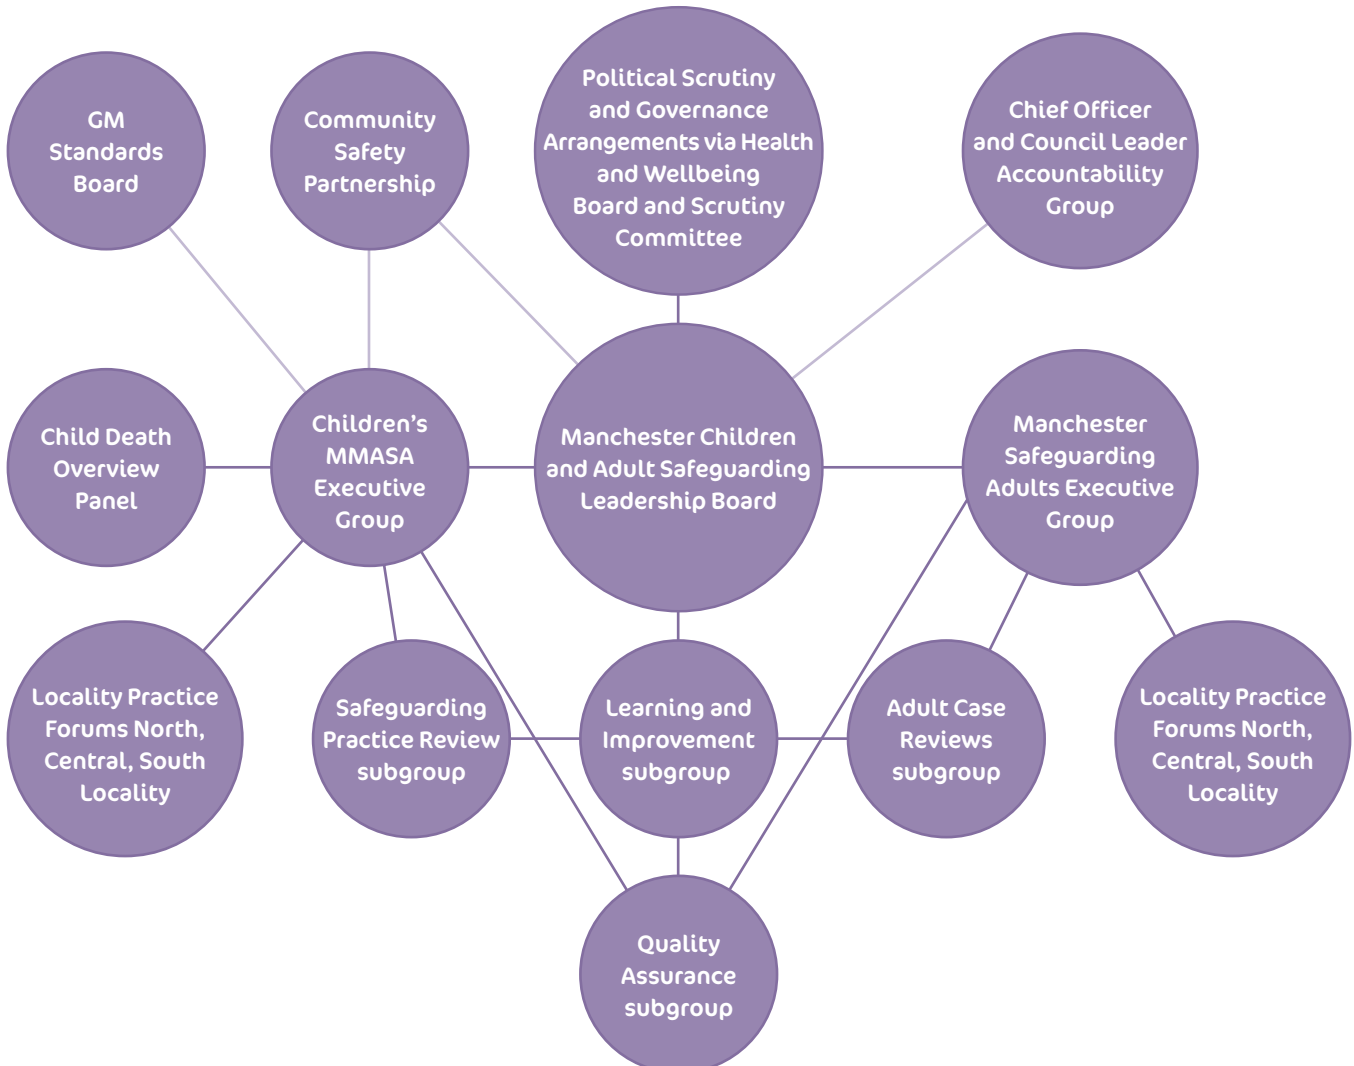 GM
Standards
Board
Community
Safety
Partnership
Political Scrutiny
and Governance
Arrangements via Health
and Wellbeing
Board and Scrutiny
Committee
Chief Officer
and Council Leader
Accountability
Group
Child Death
Overview
Panel
Children’s
MMASA
Executive
Group
Manchester Children
and Adult Safeguarding
Leadership Board
Manchester
Safeguarding
Adults Executive
Group
Locality Practice
Forums North,
Central, South
Locality
Safeguarding
Practice Review
subgroup
Learning and
Improvement
subgroup
Adult Case
Reviews
subgroup
Locality Practice
Forums North,
Central, South
Locality
Quality
Assurance
subgroup